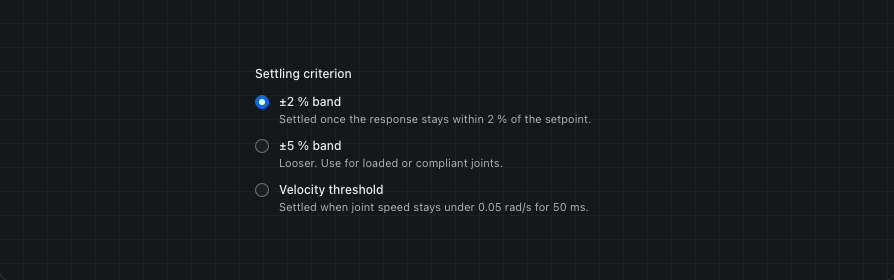 Settling criterion
±2 % band
Settled once the response stays within 2 % of the setpoint.
±5 % band
Looser. Use for loaded or compliant joints.
Velocity threshold
Settled when joint speed stays under 0.05 rad/s for 50 ms.